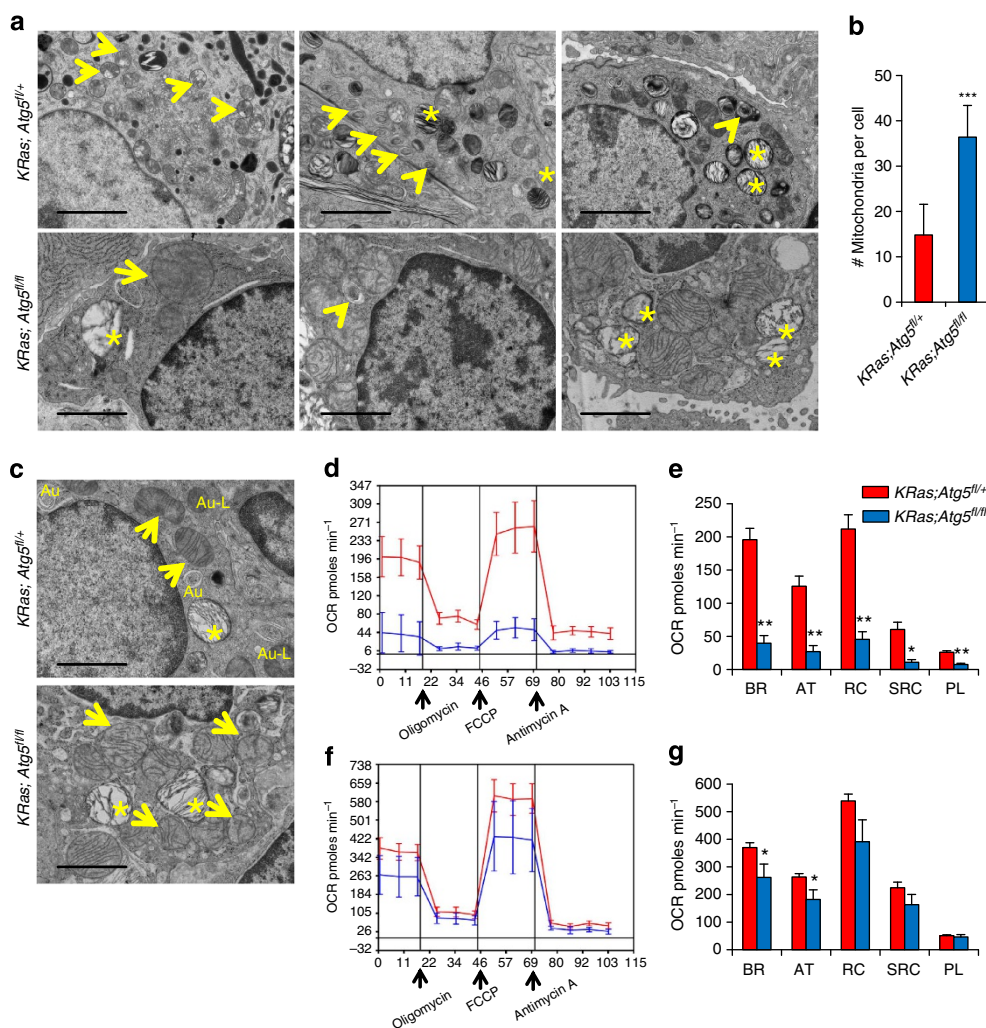 a
KRas; Atg5fl/+
KRas; Atg5fl/fl
*
*
*
*
*
*
*
*
*
b
# Mitochondria per cell
50
40
30
20
10
0
***
KRas;Atg5fl/+
KRas;Atg5fl/fl
c
KRas; Atg5fl/+
KRas; Atg5fl/fl
Au
Au-L
Au
*
Au-L
*
*
d
OCR pmoles min−1
347
309
271
233
196
158
120
82
44
6
−32
0 11 22 34 46 57 69 80 92 103 115
Oligomycin
FCCP
Antimycin A
e
KRas;Atg5fl/+
KRas;Atg5fl/fl
OCR pmoles min−1
200
150
100
50
0
**
**
**
*
**
BR AT RC SRC PL
f
OCR pmoles min−1
738
659
580
501
422
342
263
184
105
26
−32
0 11 22 34 46 57 69 80 92 103 115
Oligomycin
FCCP
Antimycin A
g
OCR pmoles min−1
600
500
400
300
200
100
0
*
*
BR AT RC SRC PL